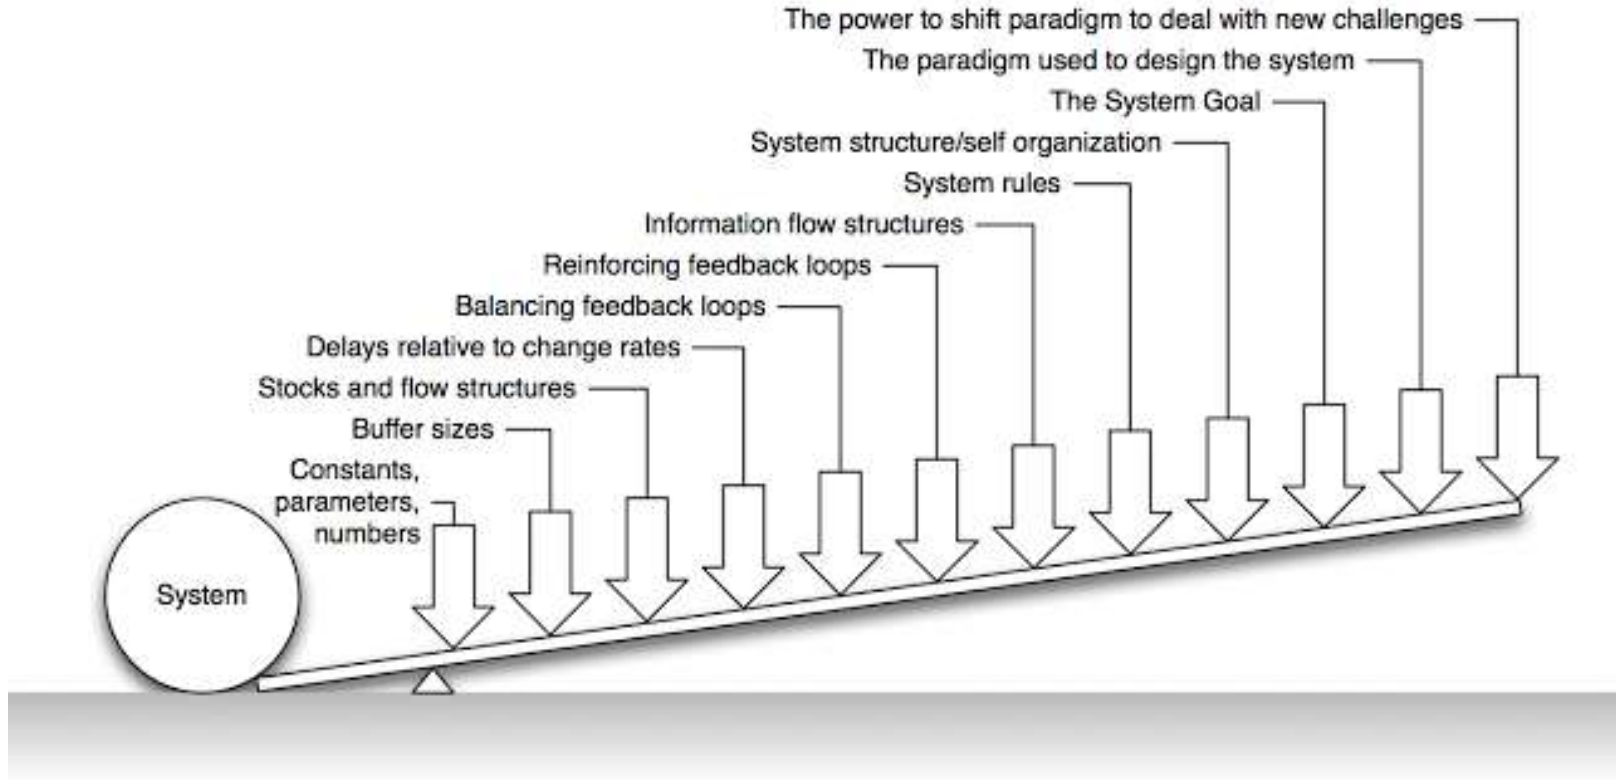 The power to shift paradigm to deal with new challenges
The paradigm used to design the system
The System Goal
System structure/self organization
System rules
Information flow structures
Reinforcing feedback loops
Balancing feedback loops
Delays relative to change rates
Stocks and flow structures
Buffer sizes
Constants,
parameters,
numbers
System